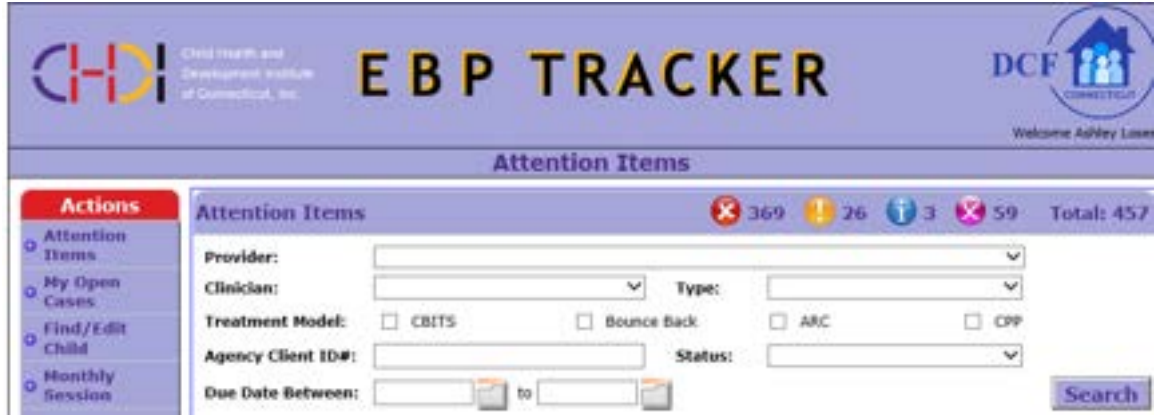 CHDI
Child Health and
Development Institute
of Connecticut, Inc.
EBP TRACKER
DCF
CONNECTICUT
Welcome Ashley
Attention Items
Actions
Attention Items
My Open Cases
Find/Edit Child
Monthly Session
Attention Items 369 26 3 59 Total: 457
Provider:
Clinician: Type:
Treatment Model: CBITS Bounce Back ARC CPP
Agency Client ID#: Status:
Due Date Between: to
Search